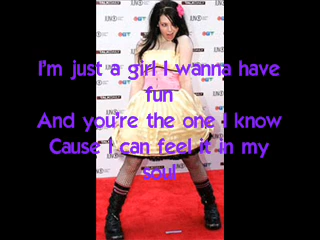 I'm just a girl I wanna have
fun
And you're the one I know
Cause I can feel it in my
soul